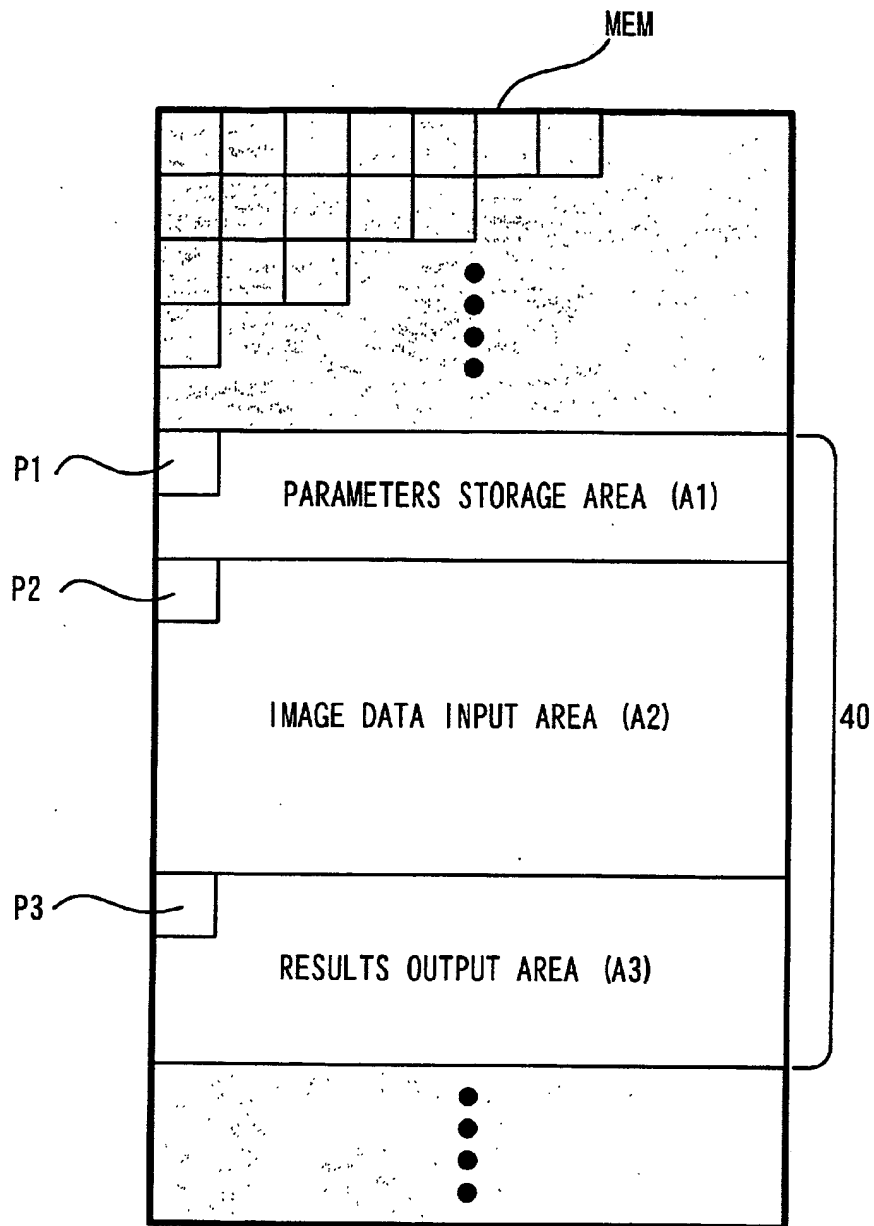 MEM
P1
PARAMETERS STORAGE AREA (A1)
P2
IMAGE DATA INPUT AREA (A2)
40
P3
RESULTS OUTPUT AREA (A3)